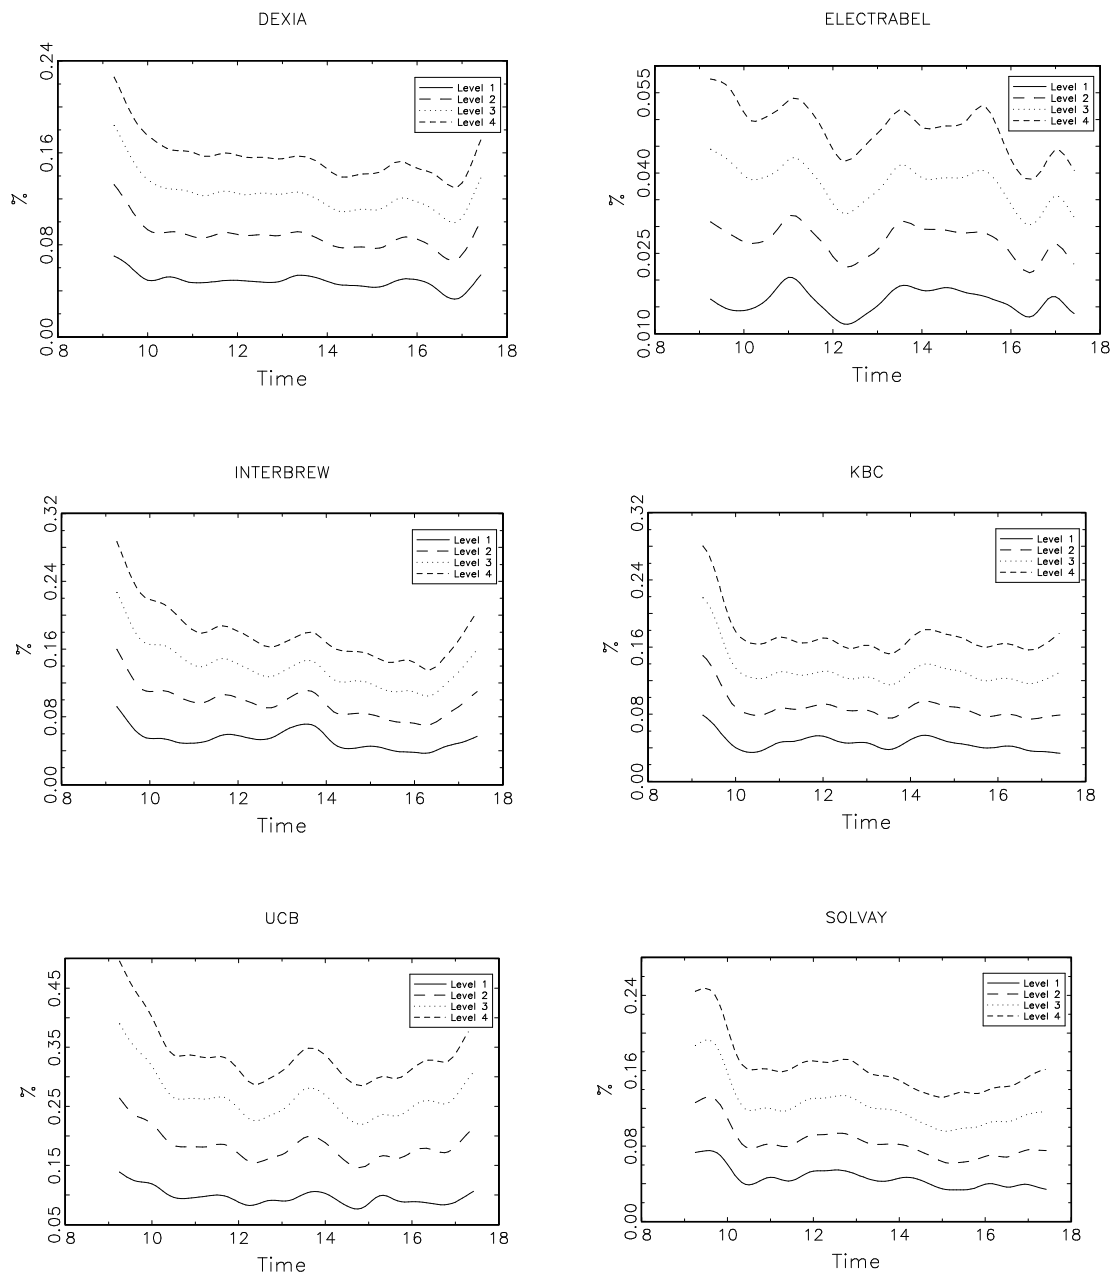 DEXIA
0.24
0.16
0.08
0.00
%
Level 1
Level 2
Level 3
Level 4
8 10 12 14 16 18
Time
ELECTRABEL
0.055
0.040
0.025
0.010
%
Level 1
Level 2
Level 3
Level 4
8 10 12 14 16 18
Time
INTERBREW
0.32
0.24
0.16
0.08
0.00
%
Level 1
Level 2
Level 3
Level 4
8 10 12 14 16 18
Time
KBC
0.32
0.24
0.16
0.08
0.00
%
Level 1
Level 2
Level 3
Level 4
8 10 12 14 16 18
Time
UCB
0.45
0.35
0.25
0.15
0.05
%
Level 1
Level 2
Level 3
Level 4
8 10 12 14 16 18
Time
SOLVAY
0.24
0.16
0.08
0.00
%
Level 1
Level 2
Level 3
Level 4
8 10 12 14 16 18
Time